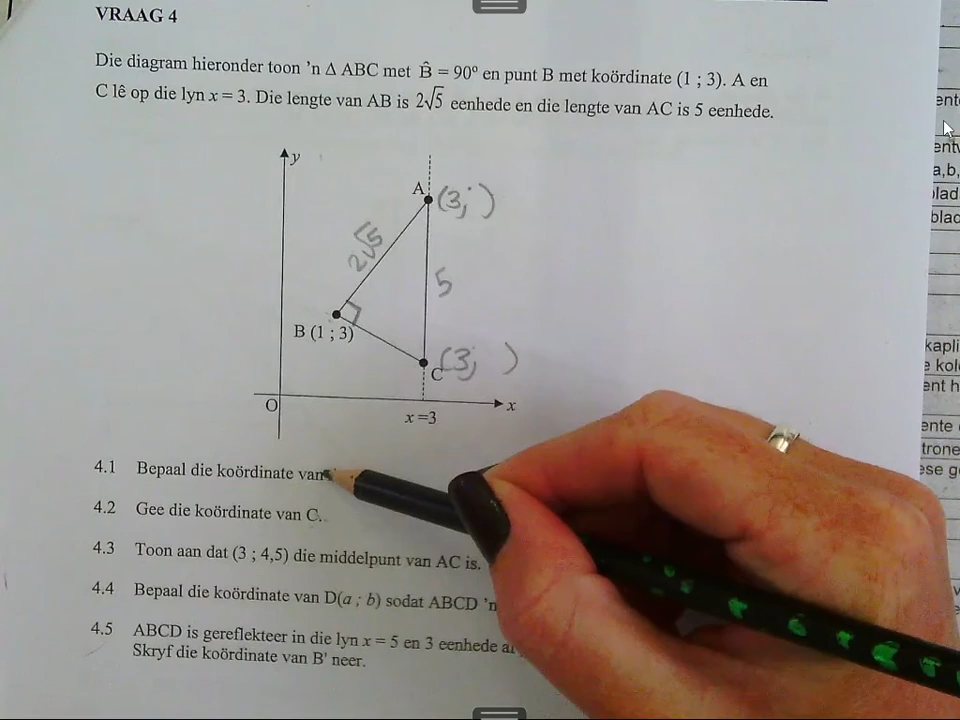 VRAAG 4
Die diagram hieronder toon 'n Δ ABC met B̂ = 90° en punt B met koördinate (1 ; 3). A en
C lê op die lyn x = 3. Die lengte van AB is 2√5 eenhede en die lengte van AC is 5 eenhede.
y
A (3; )
2√5
5
B (1 ; 3)
C (3; )
O
x
x =3
4.1 Bepaal die koördinate van
4.2 Gee die koördinate van C.
4.3 Toon aan dat (3 ; 4,5) die middelpunt van AC is.
4.4 Bepaal die koördinate van D(a ; b) sodat ABCD 'n
4.5 ABCD is gereflekteer in die lyn x = 5 en 3 eenhede
Skryf die koördinate van B' neer.
a,b,